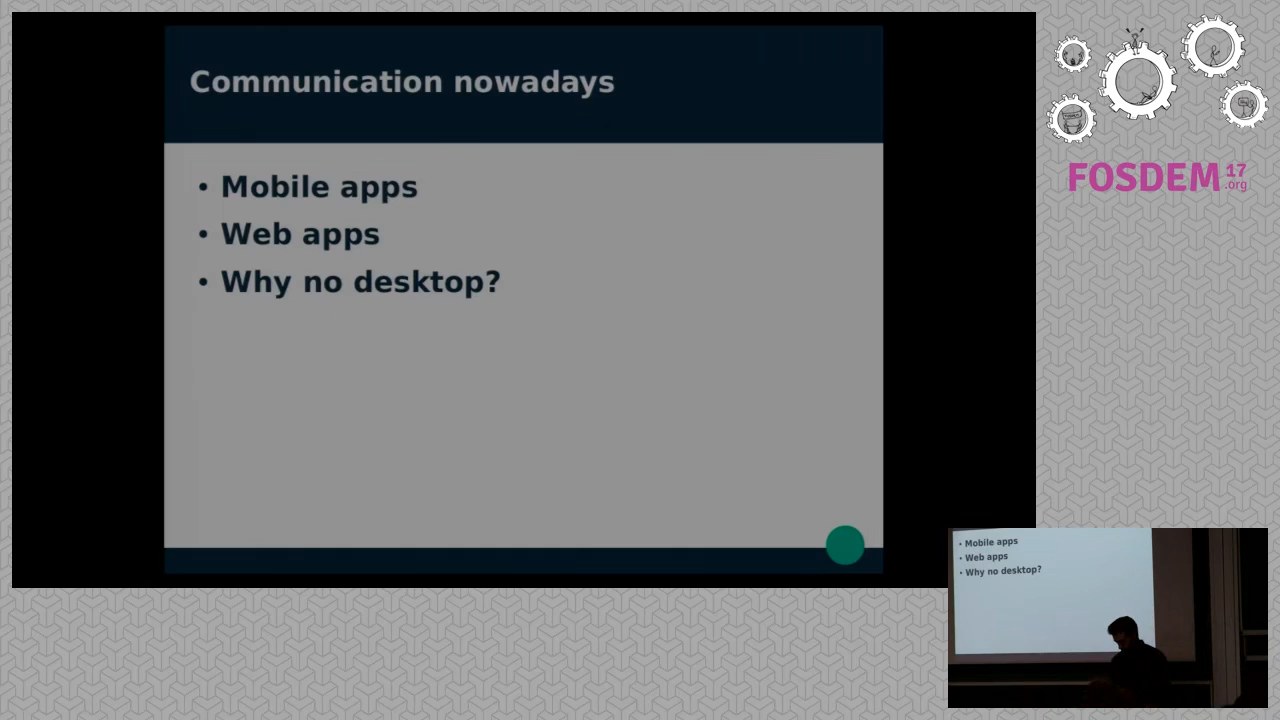 Communication nowadays
• Mobile apps
• Web apps
• Why no desktop?
FOSDEM 17
.org
• Mobile apps
• Web apps
• Why no desktop?